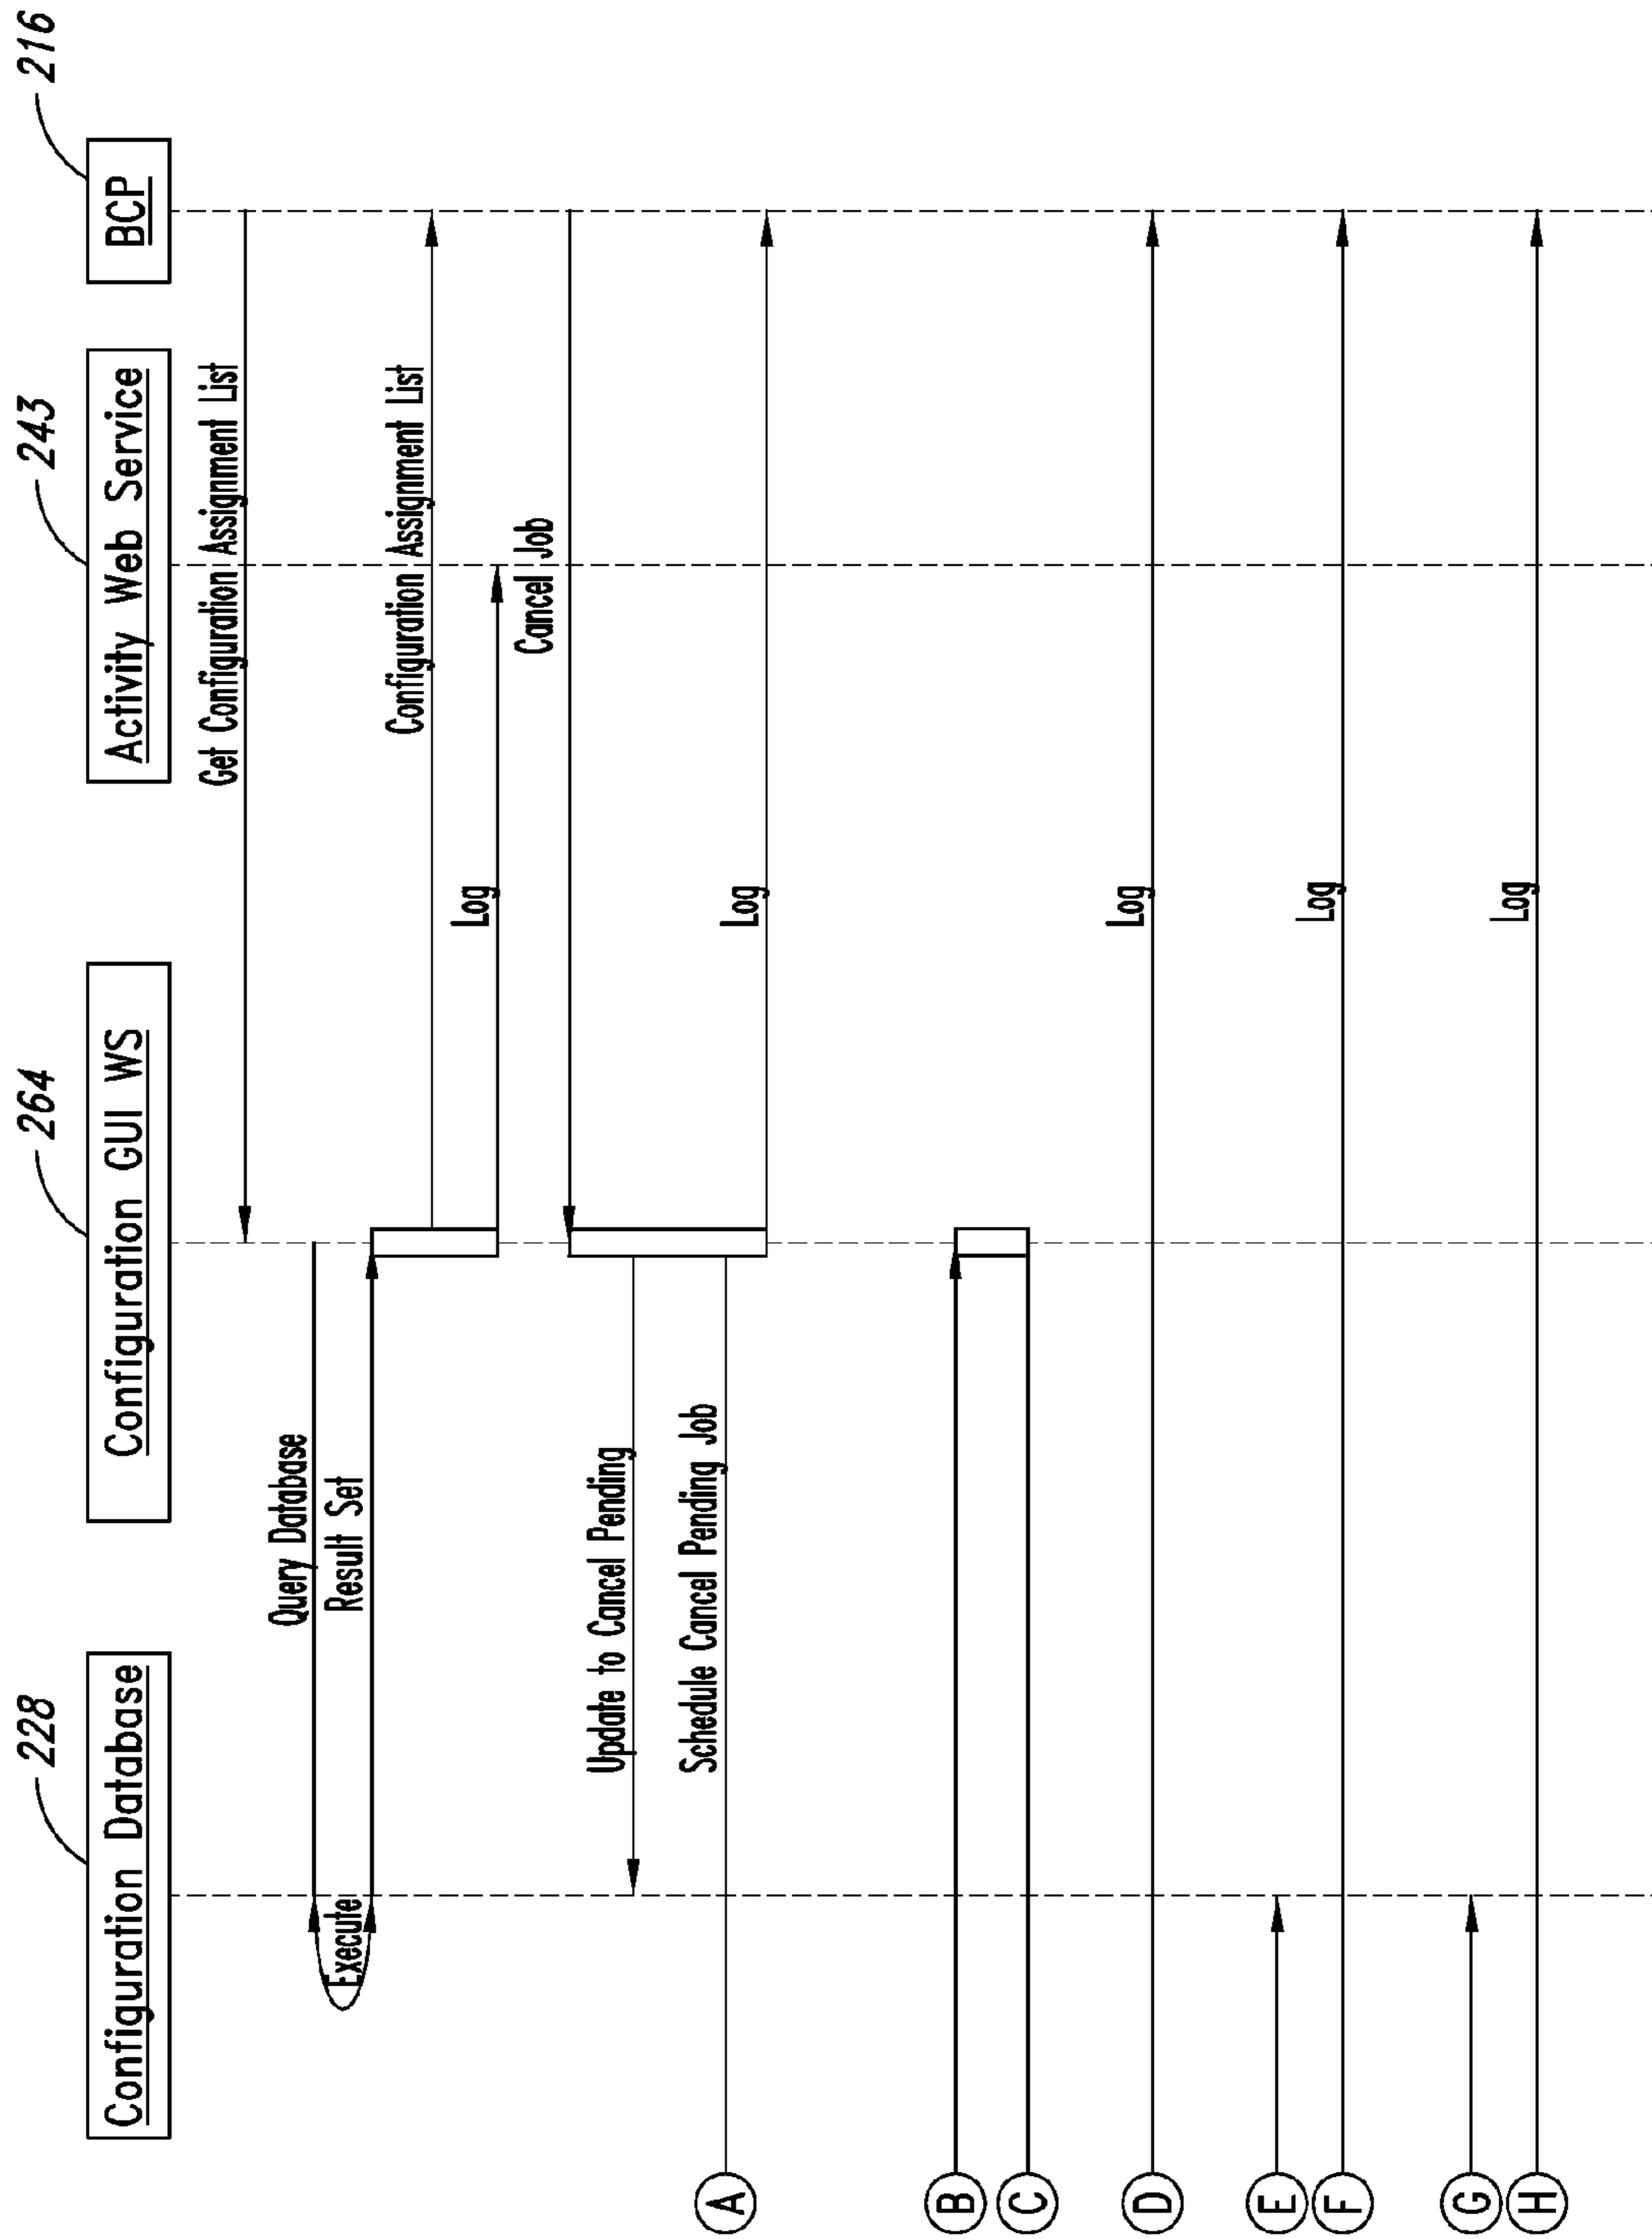 228
264
243
216
Configuration Database
Configuration GUI WS
Activity Web Service
BCP
Get Configuration Assignment List
Query Database
Execute
Result Set
Configuration Assignment List
Log
Cancel Job
Update to Cancel Pending
Schedule Cancel Pending Job
A
Log
B
C
D
Log
E
F
Log
G
H
Log